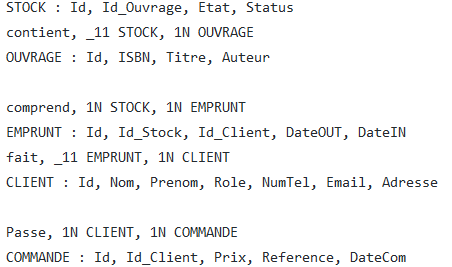 STOCK : Id, Id_Ouvrage, Etat, Status
contient, _11 STOCK, 1N OUVRAGE
OUVRAGE : Id, ISBN, Titre, Auteur
comprend, 1N STOCK, 1N EMPRUNT
EMPRUNT : Id, Id_Stock, Id_Client, DateOUT, DateIN
fait, _11 EMPRUNT, 1N CLIENT
CLIENT : Id, Nom, Prenom, Role, NumTel, Email, Adresse
Passe, 1N CLIENT, 1N COMMANDE
COMMANDE : Id, Id_Client, Prix, Reference, DateCom